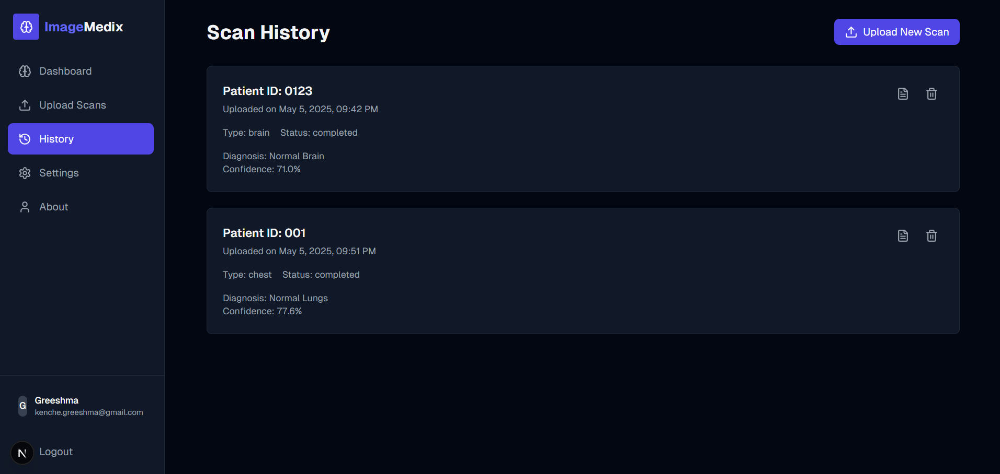 ImageMedix
Dashboard
Upload Scans
History
Settings
About
Greeshma
G
kenche.greeshma@gmail.com
N
Logout
Scan History
Upload New Scan
Patient ID: 0123
Uploaded on May 5, 2025, 09:42 PM
Type: brain Status: completed
Diagnosis: Normal Brain
Confidence: 71.0%
Patient ID: 001
Uploaded on May 5, 2025, 09:51 PM
Type: chest Status: completed
Diagnosis: Normal Lungs
Confidence: 77.6%